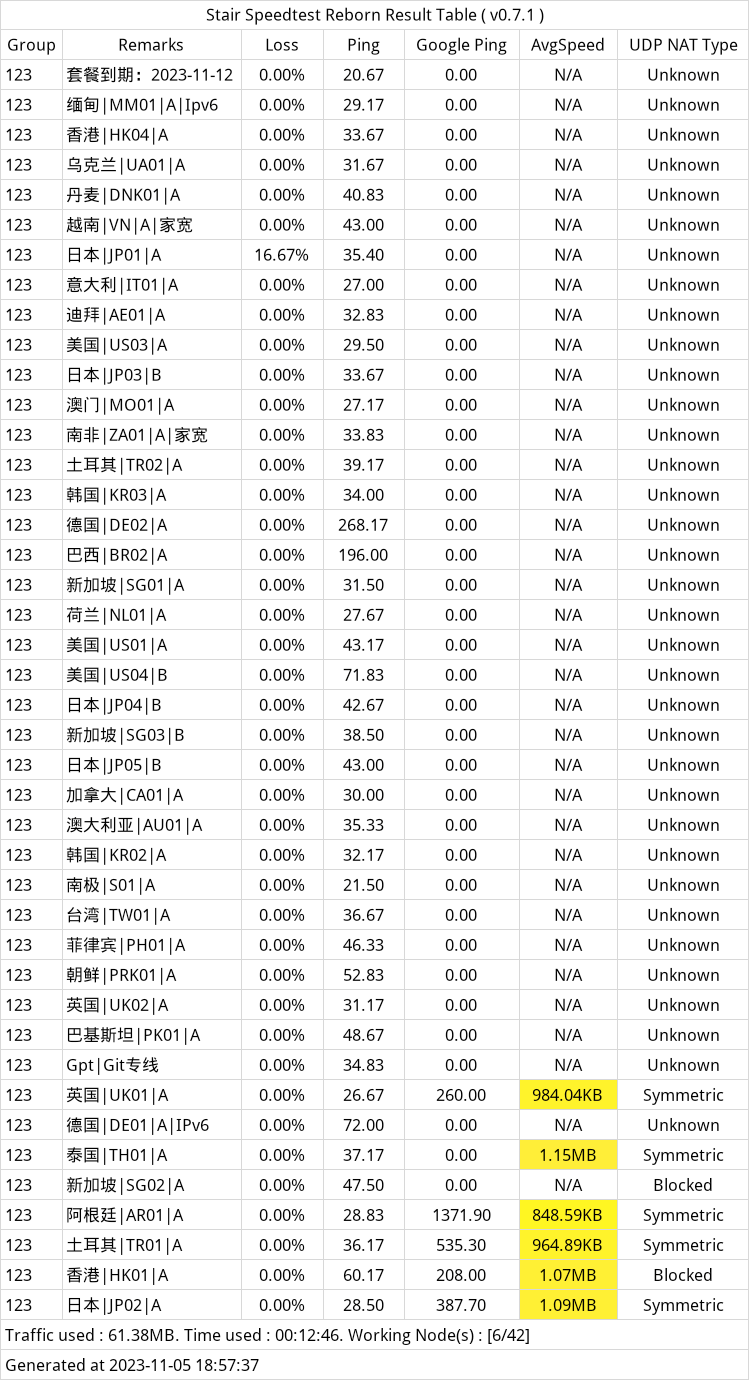 Stair Speedtest Reborn Result Table ( v0.7.1 )
Group Remarks Loss Ping Google Ping AvgSpeed UDP NAT Type
123 套餐到期：2023-11-12 0.00% 20.67 0.00 N/A Unknown
123 缅甸|MM01|A|Ipv6 0.00% 29.17 0.00 N/A Unknown
123 香港|HK04|A 0.00% 33.67 0.00 N/A Unknown
123 乌克兰|UA01|A 0.00% 31.67 0.00 N/A Unknown
123 丹麦|DNK01|A 0.00% 40.83 0.00 N/A Unknown
123 越南|VN|A|家宽 0.00% 43.00 0.00 N/A Unknown
123 日本|JP01|A 16.67% 35.40 0.00 N/A Unknown
123 意大利|IT01|A 0.00% 27.00 0.00 N/A Unknown
123 迪拜|AE01|A 0.00% 32.83 0.00 N/A Unknown
123 美国|US03|A 0.00% 29.50 0.00 N/A Unknown
123 日本|JP03|B 0.00% 33.67 0.00 N/A Unknown
123 澳门|MO01|A 0.00% 27.17 0.00 N/A Unknown
123 南非|ZA01|A|家宽 0.00% 33.83 0.00 N/A Unknown
123 土耳其|TR02|A 0.00% 39.17 0.00 N/A Unknown
123 韩国|KR03|A 0.00% 34.00 0.00 N/A Unknown
123 德国|DE02|A 0.00% 268.17 0.00 N/A Unknown
123 巴西|BR02|A 0.00% 196.00 0.00 N/A Unknown
123 新加坡|SG01|A 0.00% 31.50 0.00 N/A Unknown
123 荷兰|NL01|A 0.00% 27.67 0.00 N/A Unknown
123 美国|US01|A 0.00% 43.17 0.00 N/A Unknown
123 美国|US04|B 0.00% 71.83 0.00 N/A Unknown
123 日本|JP04|B 0.00% 42.67 0.00 N/A Unknown
123 新加坡|SG03|B 0.00% 38.50 0.00 N/A Unknown
123 日本|JP05|B 0.00% 43.00 0.00 N/A Unknown
123 加拿大|CA01|A 0.00% 30.00 0.00 N/A Unknown
123 澳大利亚|AU01|A 0.00% 35.33 0.00 N/A Unknown
123 韩国|KR02|A 0.00% 32.17 0.00 N/A Unknown
123 南极|S01|A 0.00% 21.50 0.00 N/A Unknown
123 台湾|TW01|A 0.00% 36.67 0.00 N/A Unknown
123 菲律宾|PH01|A 0.00% 46.33 0.00 N/A Unknown
123 朝鲜|PRK01|A 0.00% 52.83 0.00 N/A Unknown
123 英国|UK02|A 0.00% 31.17 0.00 N/A Unknown
123 巴基斯坦|PK01|A 0.00% 48.67 0.00 N/A Unknown
123 Gpt|Git专线 0.00% 34.83 0.00 N/A Unknown
123 英国|UK01|A 0.00% 26.67 260.00 984.04KB Symmetric
123 德国|DE01|A|IPv6 0.00% 72.00 0.00 N/A Unknown
123 泰国|TH01|A 0.00% 37.17 0.00 1.15MB Symmetric
123 新加坡|SG02|A 0.00% 47.50 0.00 N/A Blocked
123 阿根廷|AR01|A 0.00% 28.83 1371.90 848.59KB Symmetric
123 土耳其|TR01|A 0.00% 36.17 535.30 964.89KB Symmetric
123 香港|HK01|A 0.00% 60.17 208.00 1.07MB Blocked
123 日本|JP02|A 0.00% 28.50 387.70 1.09MB Symmetric
Traffic used : 61.38MB. Time used : 00:12:46. Working Node(s) : [6/42]
Generated at 2023-11-05 18:57:37